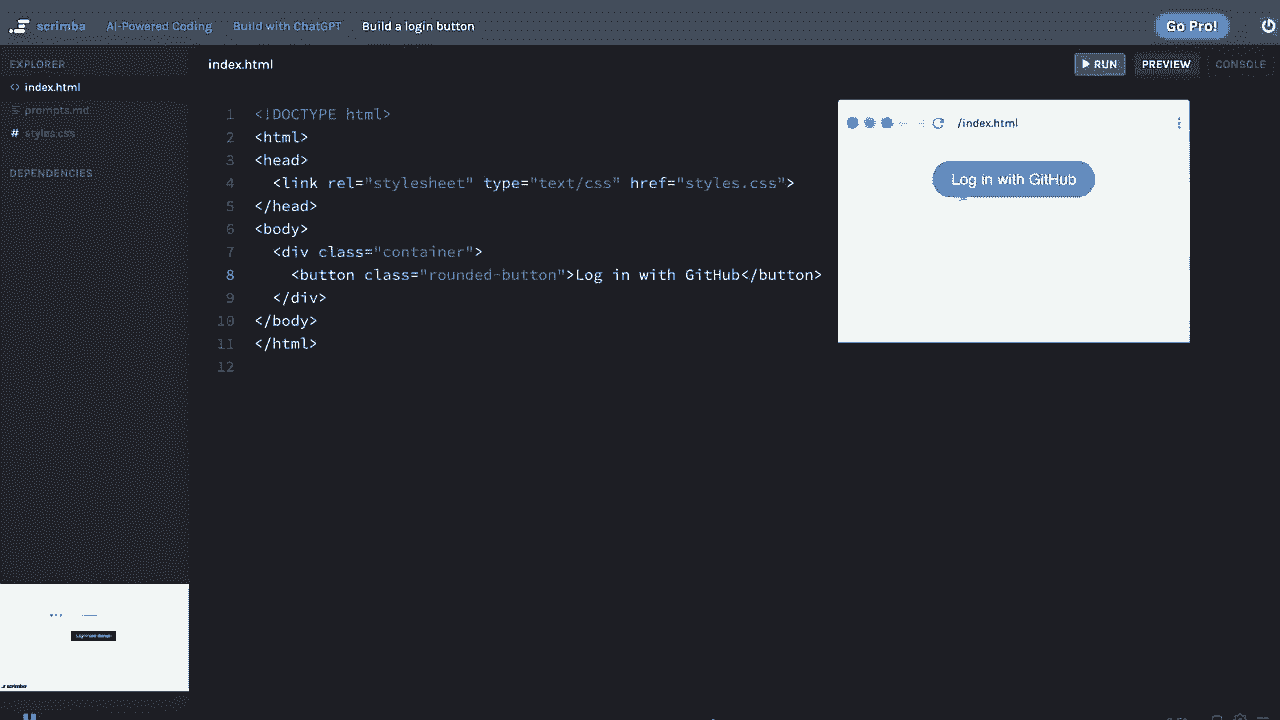 scrimba AI-Powered Coding Build with ChatGPT Build a login button Go Pro!
EXPLORER
index.html
prompts.md
styles.css
DEPENDENCIES
index.html
RUN PREVIEW CONSOLE
1 <!DOCTYPE html>
2 <html>
3 <head>
4 <link rel="stylesheet" type="text/css" href="styles.css">
5 </head>
6 <body>
7 <div class="container">
8 <button class="rounded-button">Log in with GitHub</button>
9 </div>
10 </body>
11 </html>
12
/index.html
Log in with GitHub
scrimba